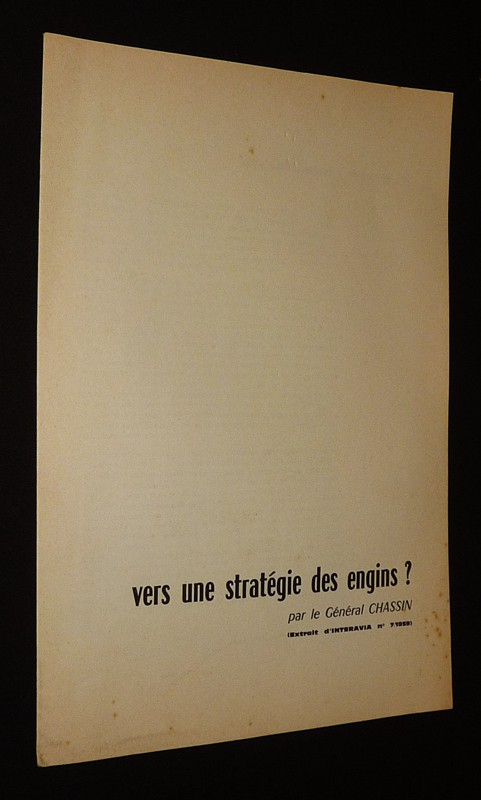 vers une stratégie des engins ?
par le Général CHASSIN
(Extrait d'INTERAVIA n° 7/1959)